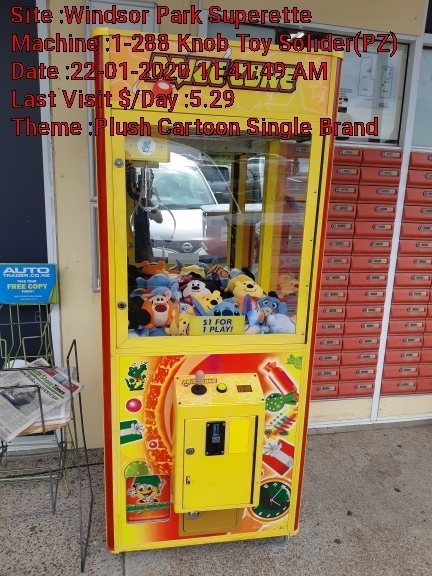 Site :Windsor Park Superette
Machine :1-288 Knob Toy Solider(PZ)
Date :22-01-2020 11:41:49 AM
Last Visit $/Day :5.29
Theme :Plush Cartoon Single Brand
AUTO
TRADER.CO.NZ
FREE COPY
TODAY!
$1 FOR
1 PLAY!